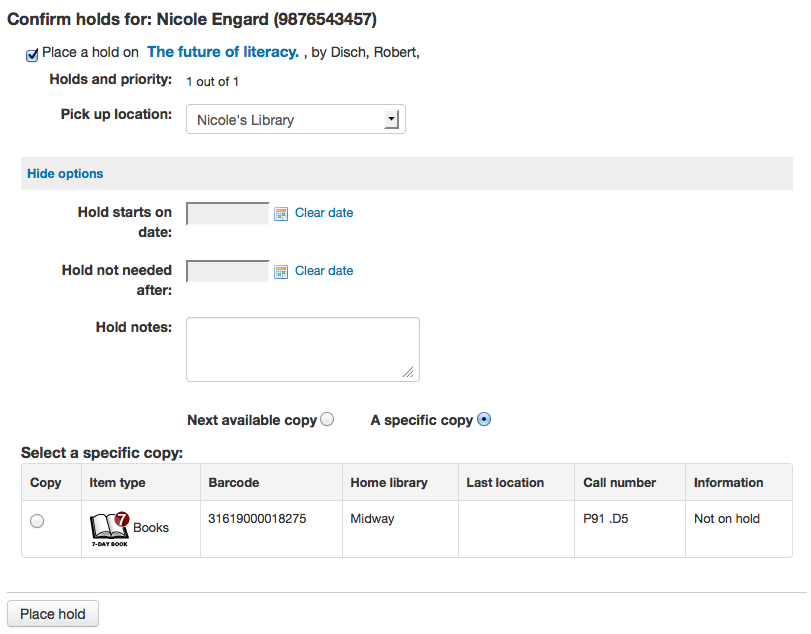 Confirm holds for: Nicole Engard (9876543457)
Place a hold on The future of literacy. , by Disch, Robert,
Holds and priority: 1 out of 1
Pick up location: Nicole's Library
Hide options
Hold starts on Clear date
date:
Hold not needed Clear date
after:
Hold notes:
Next available copy A specific copy
Select a specific copy:
Copy Item type Barcode Home library Last location Call number Information
7 7-DAY BOOK Books 31619000018275 Midway P91 .D5 Not on hold
Place hold